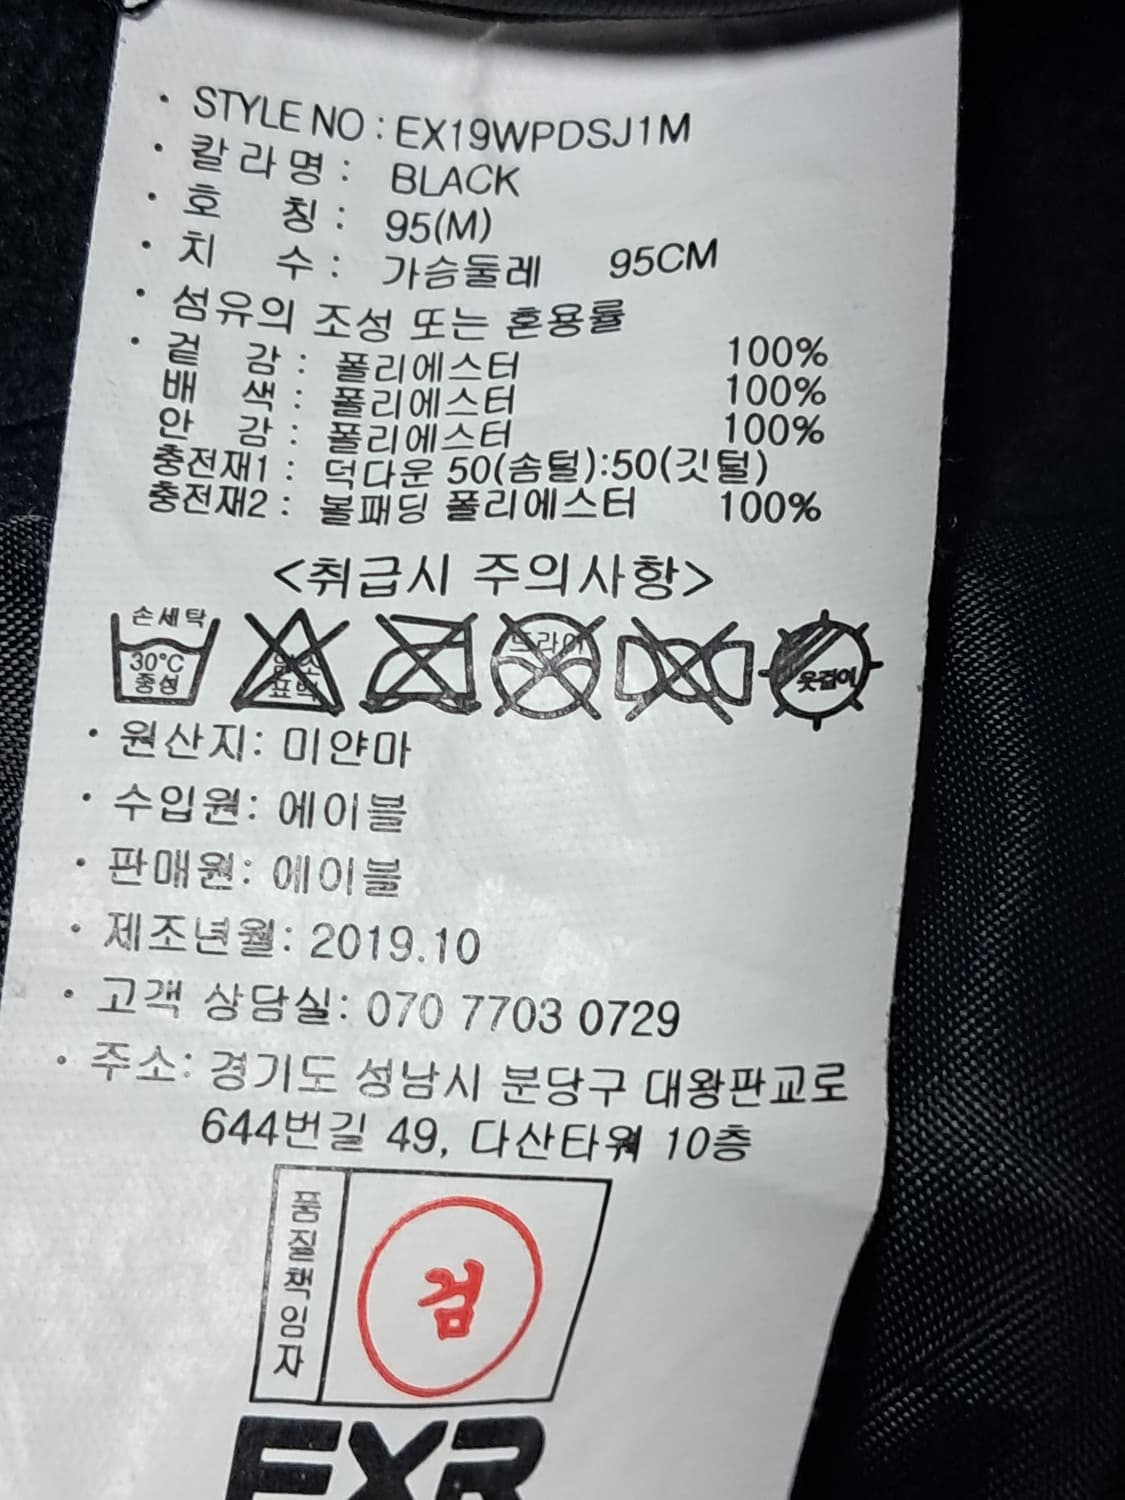 · STYLE NO : EX19WPDSJ1M
· 칼라명 : BLACK
· 호 칭 : 95(M)
· 치 수 : 가슴둘레 95CM
· 섬유의 조성 또는 혼용률
· 겉 감 : 폴리에스터 100%
배 색 : 폴리에스터 100%
안 감 : 폴리에스터 100%
충전재1 : 덕다운 50(솜털):50(깃털)
충전재2 : 볼패딩 폴리에스터 100%
<취급시 주의사항>
손세탁
30°C
중성
염소
표백
드라이
옷걸이
· 원산지: 미얀마
· 수입원: 에이블
· 판매원: 에이블
· 제조년월: 2019.10
· 고객 상담실: 070 7703 0729
· 주소: 경기도 성남시 분당구 대왕판교로
644번길 49, 다산타워 10층
품질책임자
검
EXR